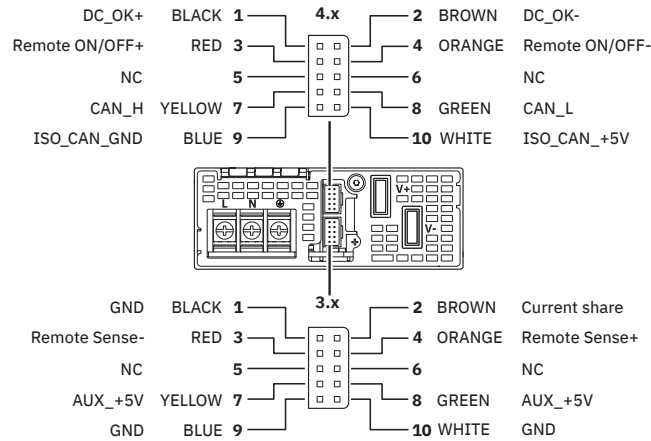 DC_OK+ BLACK 1 4.x 2 BROWN DC_OK-
Remote ON/OFF+ RED 3 4 ORANGE Remote ON/OFF-
NC 5 6 NC
CAN_H YELLOW 7 8 GREEN CAN_L
ISO_CAN_GND BLUE 9 10 WHITE ISO_CAN_+5V
V+
L N
V-
GND BLACK 1 3.x 2 BROWN Current share
Remote Sense- RED 3 4 ORANGE Remote Sense+
NC 5 6 NC
AUX_+5V YELLOW 7 8 GREEN AUX_+5V
GND BLUE 9 10 WHITE GND